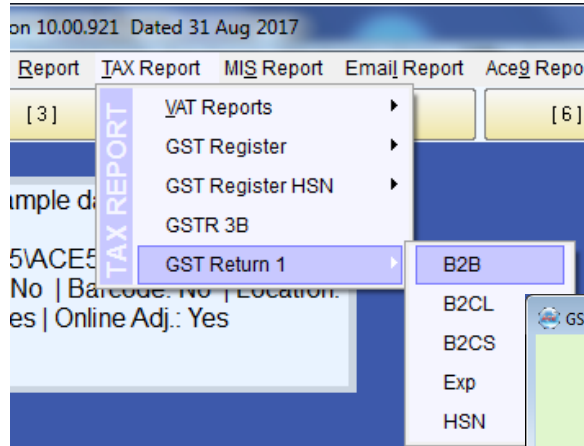 on 10.00.921 Dated 31 Aug 2017
Report TAX Report MIS Report Email Report Ace9 Repo
[3] [6]
TAX REPORT
VAT Reports
GST Register
GST Register HSN
GSTR 3B
GST Return 1
B2B
B2CL
B2CS
Exp
HSN
GS
ample d
5\ACE5
No | Barcode: No | Location:
es | Online Adj.: Yes